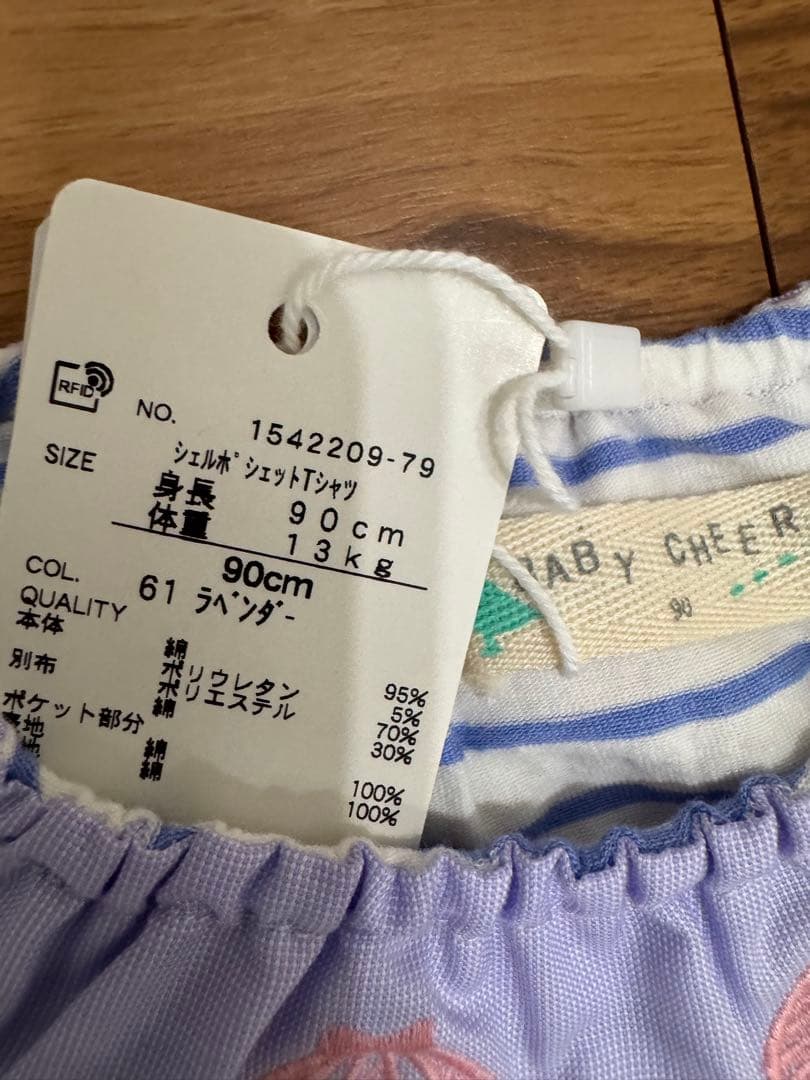 RFID
NO. 1542209-79
シェルポシェットTシャツ
SIZE 身長 90cm
体重 13kg
90cm
COL. 61 ラベンダー
QUALITY
本体 綿 95%
ポリウレタン 5%
別布 ポリエステル 70%
綿 30%
ポケット部分
地 綿 100%
地 綿 100%
BABY CHEER
90